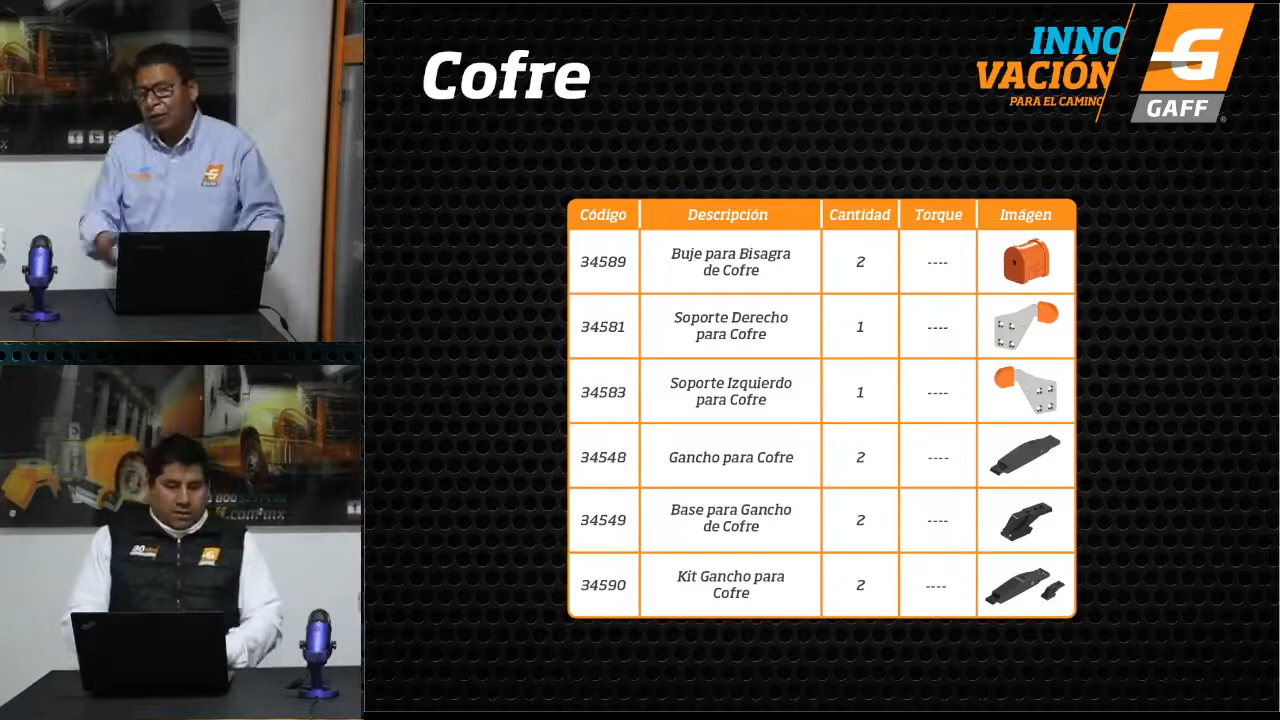 Cofre
INNO
VACIÓN
PARA EL CAMINO
G
GAFF
Código Descripción Cantidad Torque Imágen
34589 Buje para Bisagra de Cofre 2 ----
34581 Soporte Derecho para Cofre 1 ----
34583 Soporte Izquierdo para Cofre 1 ----
34548 Gancho para Cofre 2 ----
34549 Base para Gancho de Cofre 2 ----
34590 Kit Gancho para Cofre 2 ----
.com.mx